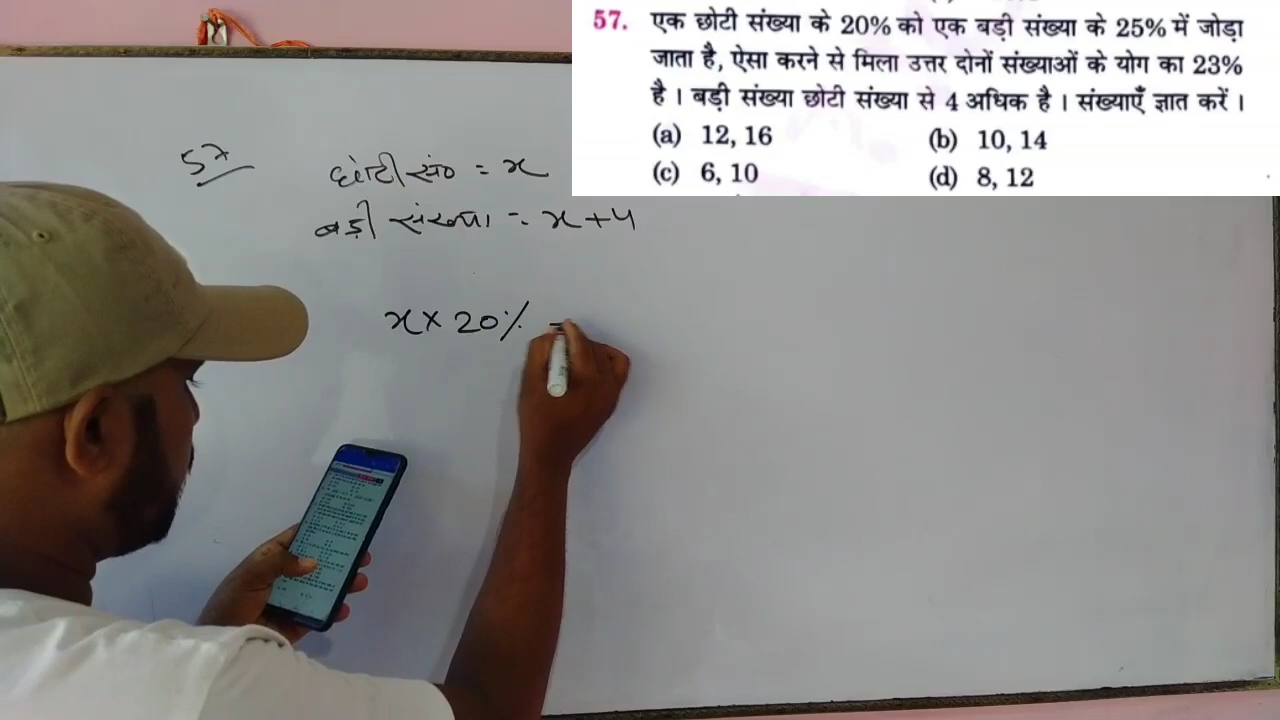 57. एक छोटी संख्या के 20% को एक बड़ी संख्या के 25% में जोड़ा
जाता है, ऐसा करने से मिला उत्तर दोनों संख्याओं के योग का 23%
है। बड़ी संख्या छोटी संख्या से 4 अधिक है। संख्याएँ ज्ञात करें।
(a) 12, 16 (b) 10, 14
(c) 6, 10 (d) 8, 12
57
छोटी सं० = x
बड़ी संख्या = x+4
x × 20%